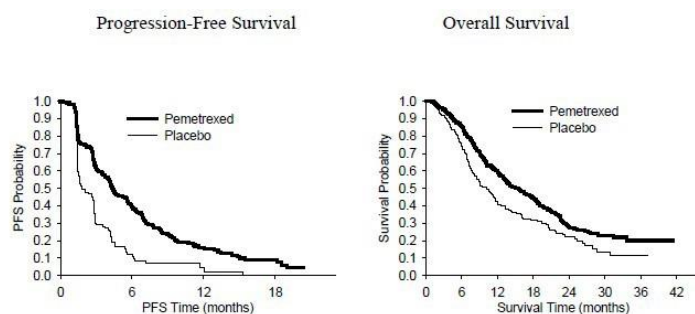 Progression-Free Survival
Overall Survival
PFS Probability
1.0
0.9
0.8
0.7
0.6
0.5
0.4
0.3
0.2
0.1
0.0
Pemetrexed
Placebo
0 6 12 18
PFS Time (months)
Survival Probability
1.0
0.9
0.8
0.7
0.6
0.5
0.4
0.3
0.2
0.1
0.0
Pemetrexed
Placebo
0 6 12 18 24 30 36 42
Survival Time (months)